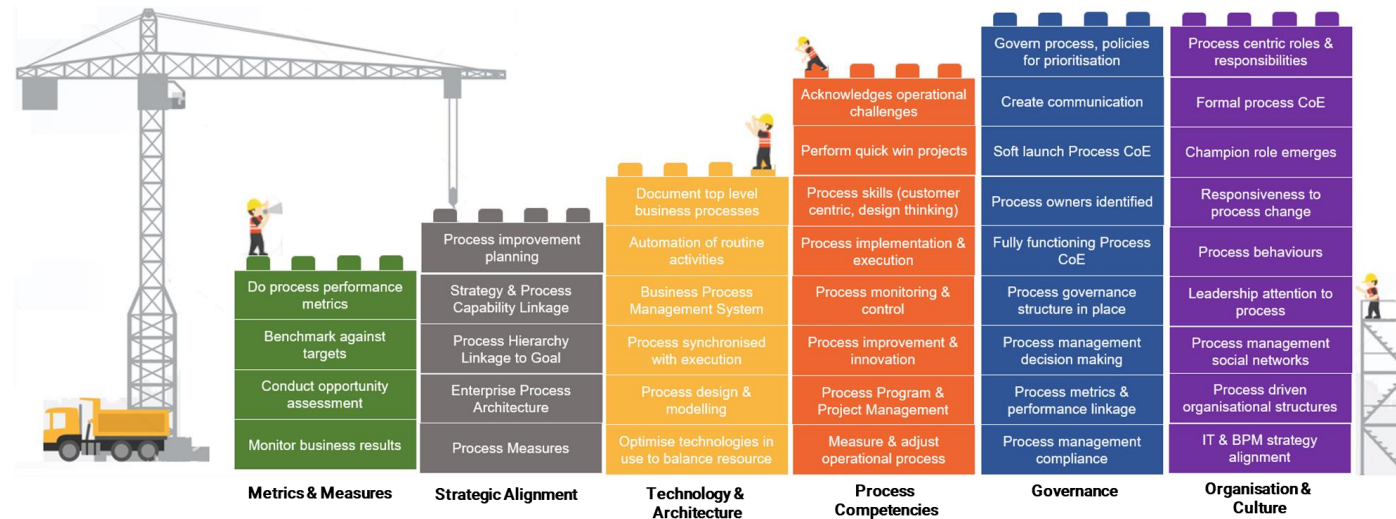 Do process performance
metrics
Benchmark against
targets
Conduct opportunity
assessment
Monitor business results
Metrics & Measures
Process improvement
planning
Strategy & Process
Capability Linkage
Process Hierarchy
Linkage to Goal
Enterprise Process
Architecture
Process Measures
Strategic Alignment
Document top level
business processes
Automation of routine
activities
Business Process
Management System
Process synchronised
with execution
Process design &
modelling
Optimise technologies in
use to balance resource
Technology &
Architecture
Acknowledges operational
challenges
Perform quick win projects
Process skills (customer
centric, design thinking)
Process implementation &
execution
Process monitoring &
control
Process improvement &
innovation
Process Program &
Project Management
Measure & adjust
operational process
Process
Competencies
Govern process, policies
for prioritisation
Create communication
Soft launch Process CoE
Process owners identified
Fully functioning Process
CoE
Process governance
structure in place
Process management
decision making
Process metrics &
performance linkage
Process management
compliance
Governance
Process centric roles &
responsibilities
Formal process CoE
Champion role emerges
Responsiveness to
process change
Process behaviours
Leadership attention to
process
Process management
social networks
Process driven
organisational structures
IT & BPM strategy
alignment
Organisation &
Culture